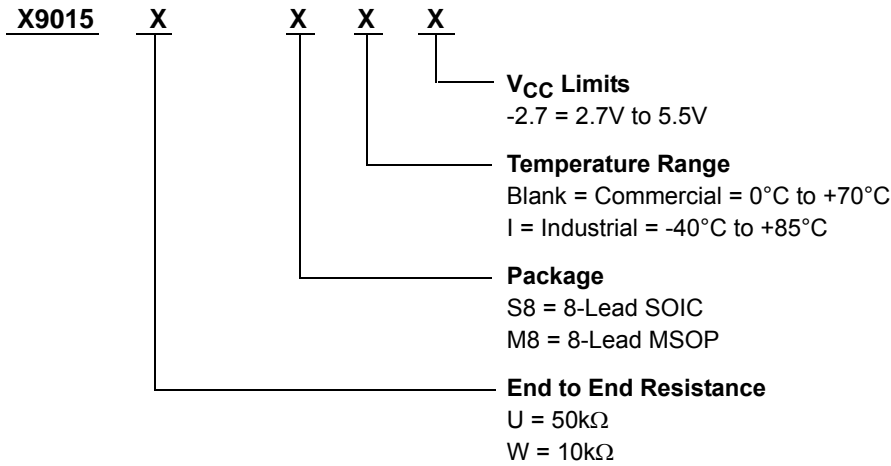 X9015 X X X X
V_CC Limits
-2.7 = 2.7V to 5.5V
Temperature Range
Blank = Commercial = 0°C to +70°C
I = Industrial = -40°C to +85°C
Package
S8 = 8-Lead SOIC
M8 = 8-Lead MSOP
End to End Resistance
U = 50kΩ
W = 10kΩ